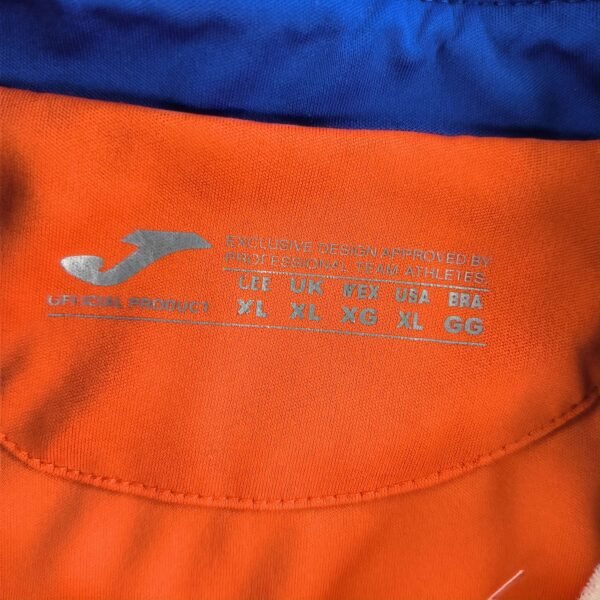 EXCLUSIVE DESIGN APPROVED BY
PROFESSIONAL TEAM ATHLETES.
OFFICIAL PRODUCT
CEE UK MEX USA BRA
XL XL XG XL GG